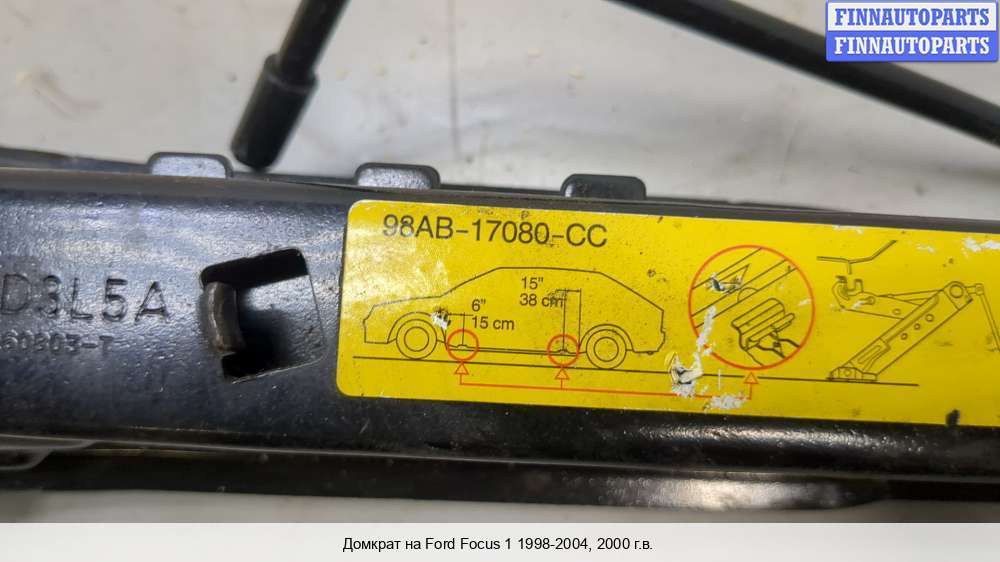 FINNAUTOPARTS
FINNAUTOPARTS
98AB-17080-CC
15"
38 cm
6"
15 cm
D3L5A
60803-T
Домкрат на Ford Focus 1 1998-2004, 2000 г.в.